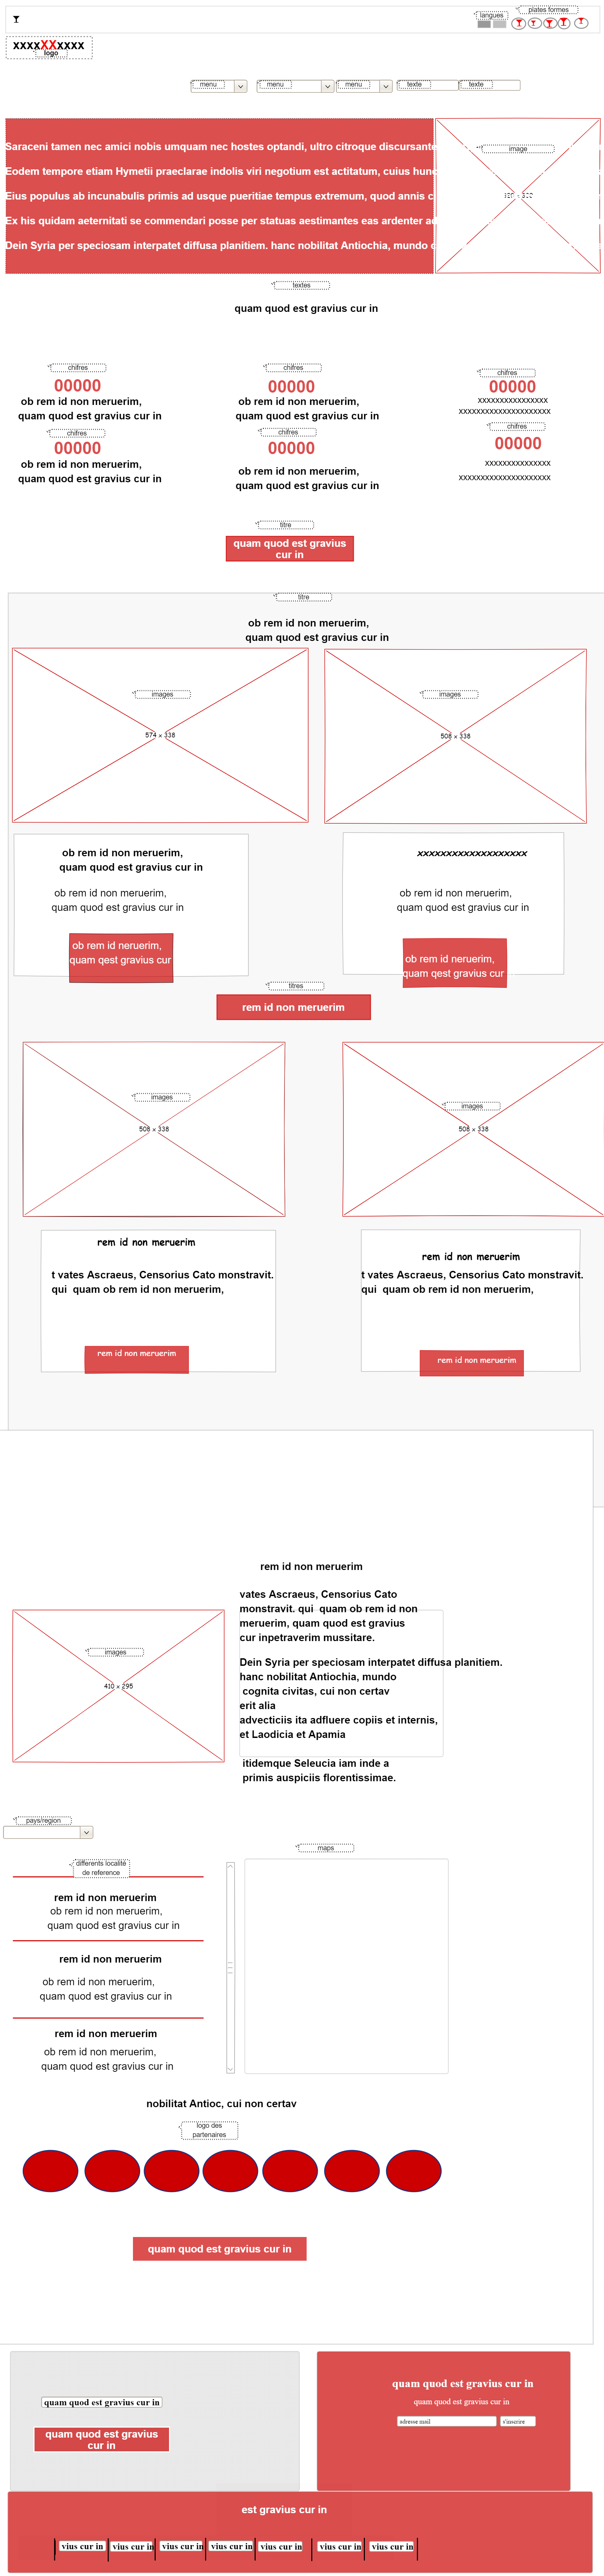 langues
plates formes
xxxxXXxxxx
logo
menu
menu
menu
texte
texte
Saraceni tamen nec amici nobis umquam nec hostes optandi, ultro citroque discursante
Eodem tempore etiam Hymetii praeclarae indolis viri negotium est actitatum, cuius hunc
Eius populus ab incunabulis primis ad usque pueritiae tempus extremum, quod annis c
Ex his quidam aeternitati se commendari posse per statuas aestimantes eas ardenter ad
Dein Syria per speciosam interpatet diffusa planitiem. hanc nobilitat Antiochia, mundo c
image
textes
quam quod est gravius cur in
chifres
chifres
chifres
00000
00000
00000
ob rem id non meruerim,
quam quod est gravius cur in
ob rem id non meruerim,
quam quod est gravius cur in
xxxxxxxxxxxxxxxx
xxxxxxxxxxxxxxxxxxxxx
chifres
chifres
chifres
00000
00000
00000
ob rem id non meruerim,
quam quod est gravius cur in
ob rem id non meruerim,
quam quod est gravius cur in
xxxxxxxxxxxxxxx
xxxxxxxxxxxxxxxxxxxxx
titre
quam quod est gravius
cur in
titre
ob rem id non meruerim,
quam quod est gravius cur in
images
574 × 338
images
508 × 338
ob rem id non meruerim,
quam quod est gravius cur in
ob rem id non meruerim,
quam quod est gravius cur in
ob rem id neruerim,
quam qest gravius cur
xxxxxxxxxxxxxxxxxxx
ob rem id non meruerim,
quam quod est gravius cur in
ob rem id neruerim,
quam qest gravius cur
titres
rem id non meruerim
images
508 × 338
images
508 × 338
rem id non meruerim
t vates Ascraeus, Censorius Cato monstravit.
qui  quam ob rem id non meruerim,
rem id non meruerim
rem id non meruerim
t vates Ascraeus, Censorius Cato monstravit.
qui  quam ob rem id non meruerim,
rem id non meruerim
rem id non meruerim
images
410 × 295
vates Ascraeus, Censorius Cato
monstravit. qui  quam ob rem id non
meruerim, quam quod est gravius
cur inpetraverim mussitare.
Dein Syria per speciosam interpatet diffusa planitiem.
hanc nobilitat Antiochia, mundo
cognita civitas, cui non certav
erit alia
advecticiis ita adfluere copiis et internis,
et Laodicia et Apamia
itidemque Seleucia iam inde a
primis auspiciis florentissimae.
pays/region
maps
differents localité
de reference
rem id non meruerim
ob rem id non meruerim,
quam quod est gravius cur in
rem id non meruerim
ob rem id non meruerim,
quam quod est gravius cur in
rem id non meruerim
ob rem id non meruerim,
quam quod est gravius cur in
nobilitat Antioc, cui non certav
logo des
partenaires
quam quod est gravius cur in
quam quod est gravius cur in
quam quod est gravius
cur in
quam quod est gravius cur in
quam quod est gravius cur in
adresse mail
s'inscrire
est gravius cur in
vius cur in
vius cur in
vius cur in
vius cur in
vius cur in
vius cur in
vius cur in